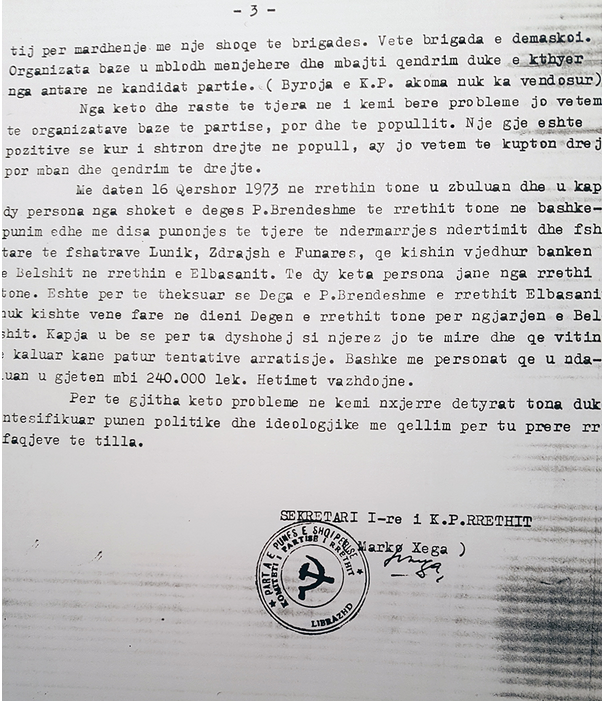 - 3 -
tij per mardhenje me nje shoqe te brigades. Vete brigada e demaskoi.
Organizata baze u mblodh menjehere dhe mbajti qendrim duke e kthyer
nga antare ne kandidat partie. ( Byroja e K.P. akoma nuk ka vendosur)
Nga keto dhe raste te tjera ne i kemi bere probleme jo vetem
te organizatave baze te partise, por dhe te popullit. Nje gje eshte
pozitive se kur i shtron drejte ne popull, ay jo vetem te kupton drej
por mban dhe qendrim te drejte.
Me daten 16 Qershor 1973 ne rrethin tone u zbuluan dhe u kap
dy persona nga shoket e deges P.Brendeshme te rrethit tone ne bashke-
punim edhe me disa punonjes te tjere te ndermarrjes ndertimit dhe fsh
tare te fshatrave Lunik, Zdrajsh e Funares, qe kishin vjedhur banken
e Belshit ne rrethin e Elbasanit. Te dy keta persona jane nga rrethi
tone. Eshte per te theksuar se Dega e P.Brendeshme e rrethit Elbasani
nuk kishte vene fare ne dieni Degen e rrethit tone per ngjarjen e Bel
shit. Kapja u be se per ta dyshohej si njerez jo te mire dhe qe vitin
e kaluar kane patur tentative arratisje. Bashke me personat qe u nda-
luan u gjeten mbi 240.000 lek. Hetimet vazhdojne.
Per te gjitha keto probleme ne kemi nxjerre detyrat tona duk
ntesifikuar punen politike dhe ideologjike me qellim per tu prere rr
faqjeve te tilla.
SEKRETARI I-re i K.P.RRETHIT
Marko Xega )
PARTIA E PUNES E SHQIPERISE
KOMITETI I PARTISE I RRETHIT
LIBRAZHD